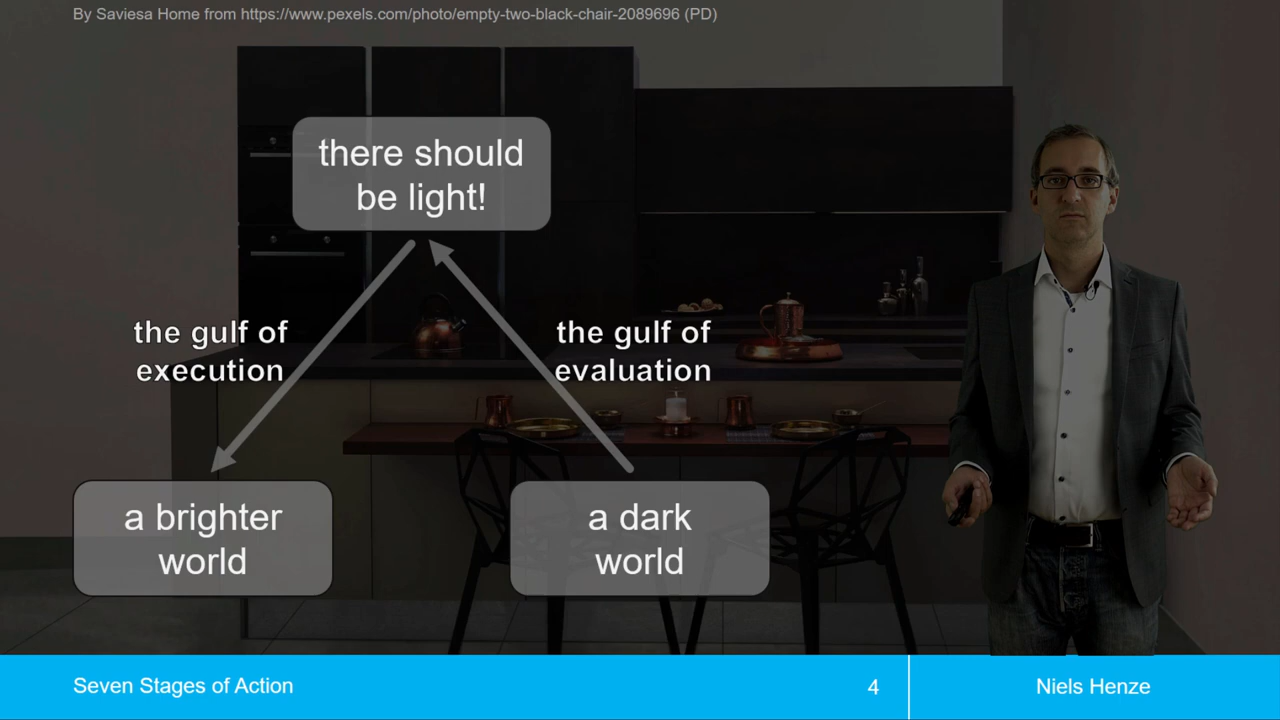 By Saviesa Home from https://www.pexels.com/photo/empty-two-black-chair-2089696 (PD)
there should
be light!
the gulf of
execution
the gulf of
evaluation
a brighter
world
a dark
world
Seven Stages of Action
4
Niels Henze